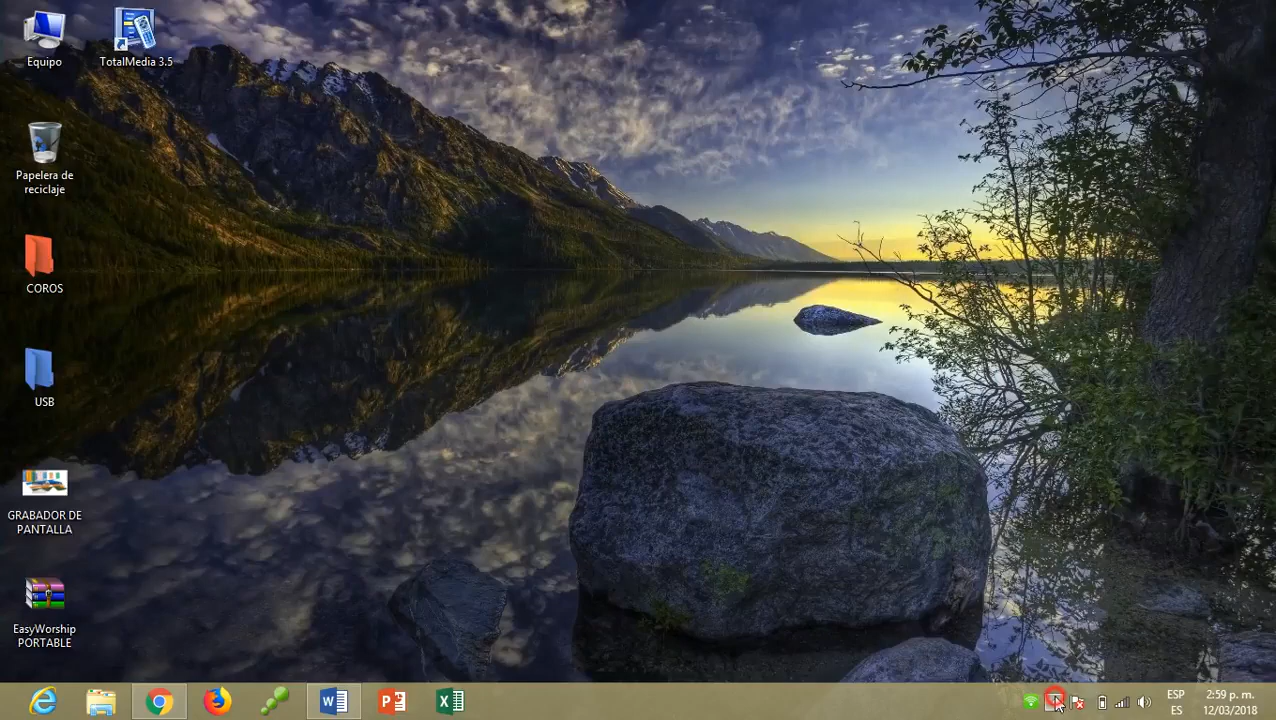 Equipo
TotalMedia 3.5
Papelera de
reciclaje
COROS
USB
GRABADOR DE
PANTALLA
EasyWorship
PORTABLE
ESP
ES
2:59 p. m.
12/03/2018